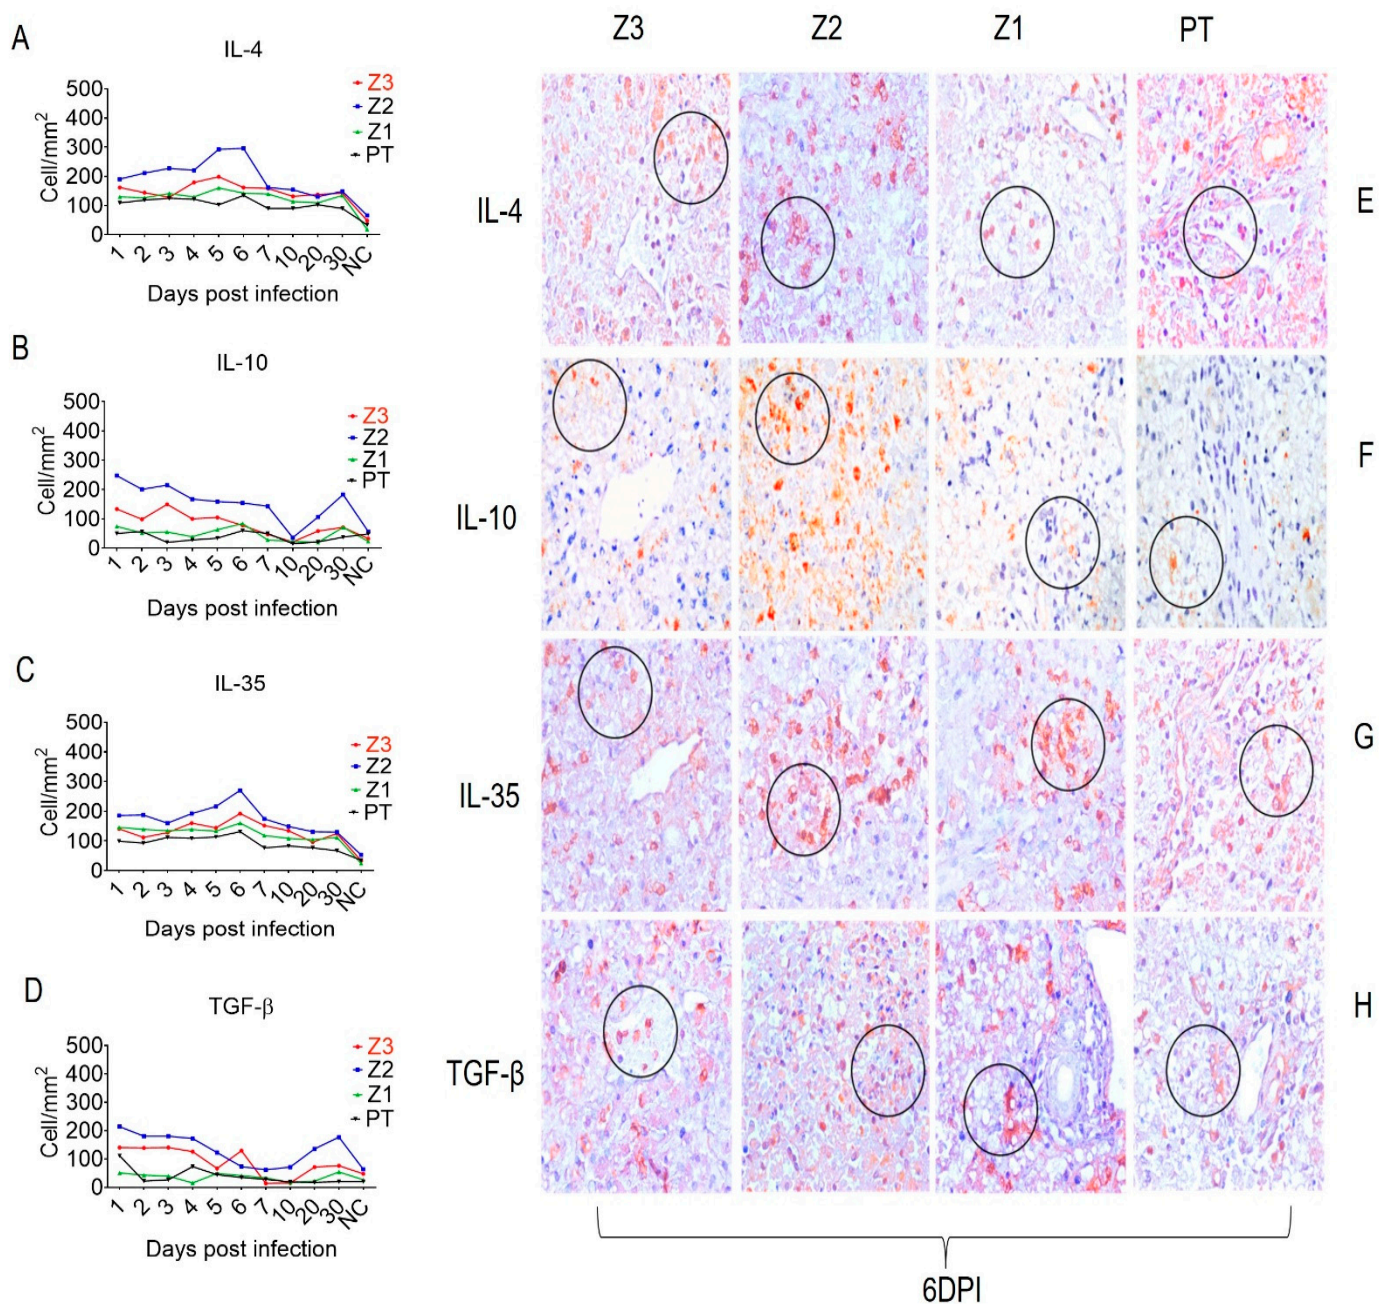 A
IL-4
Z3
Z2
Z1
PT
500
400
300
200
100
0
Cell/mm²
1 2 3 4 5 6 7 10 20 30 NC
Days post infection
B
IL-10
Z3
Z2
Z1
PT
500
400
300
200
100
0
Cell/mm²
1 2 3 4 5 6 7 10 20 30 NC
Days post infection
C
IL-35
Z3
Z2
Z1
PT
500
400
300
200
100
0
Cell/mm²
1 2 3 4 5 6 7 10 20 30 NC
Days post infection
D
TGF-β
Z3
Z2
Z1
PT
500
400
300
200
100
0
Cell/mm²
1 2 3 4 5 6 7 10 20 30 NC
Days post infection
Z3 Z2 Z1 PT
IL-4 E
IL-10 F
IL-35 G
TGF-β H
6DPI